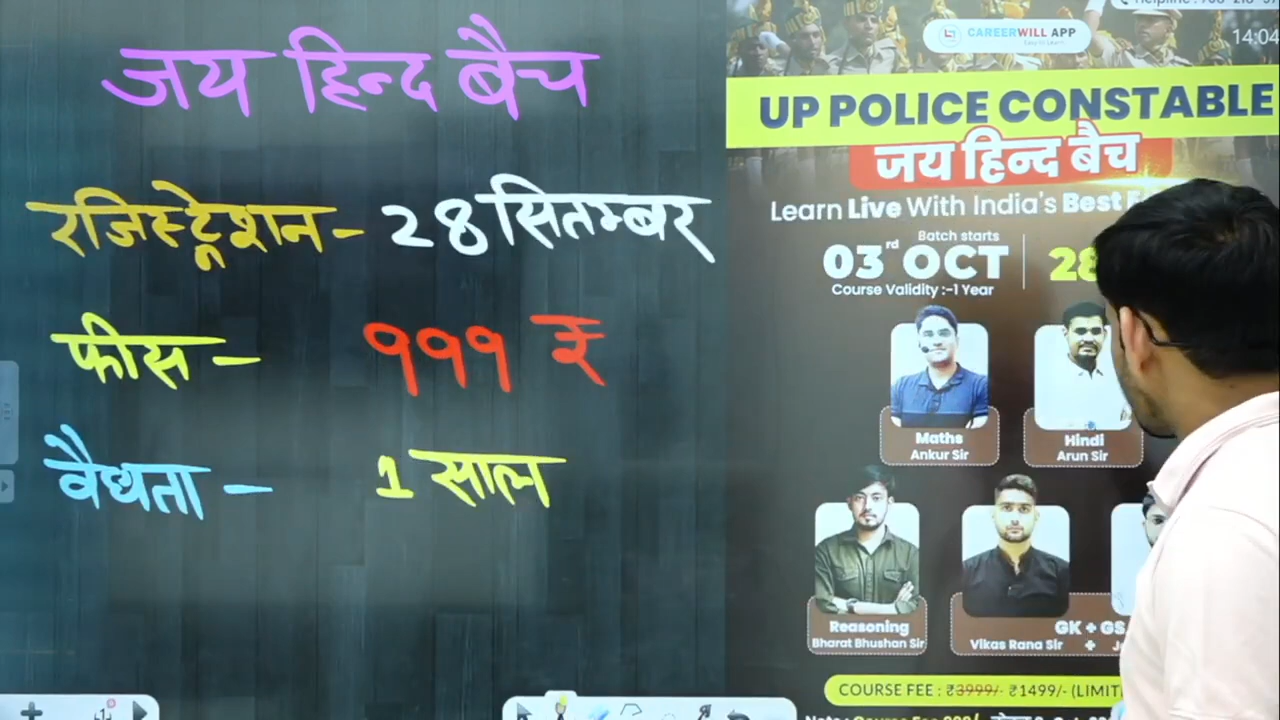 जय हिन्द बैच
रजिस्ट्रेशन - 28 सितम्बर
फीस - ९९९ ₹
वैधता - 1 साल
Helpline :
CAREERWILL APP
14:04
UP POLICE CONSTABLE
जय हिन्द बैच
Learn Live With India's Best
Batch starts
03rd OCT
28
Course Validity :-1 Year
Maths
Ankur Sir
Hindi
Arun Sir
Reasoning
Bharat Bhushan Sir
GK + GS
Vikas Rana Sir +
COURSE FEE : ₹3999/- ₹1499/-